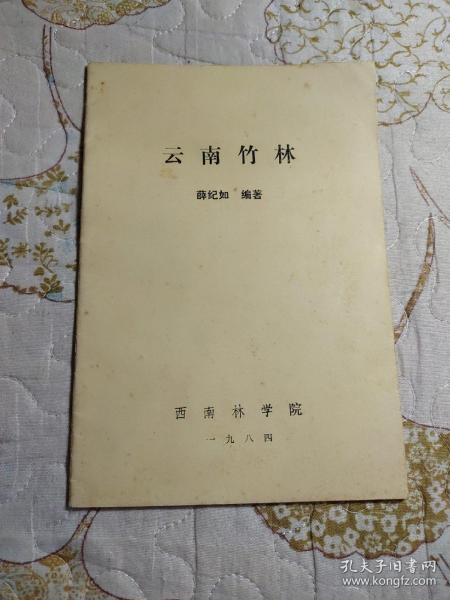 云南竹林
薛纪如 编著
西南林学院
一九八四
孔夫子旧书网
www.kongfz.com